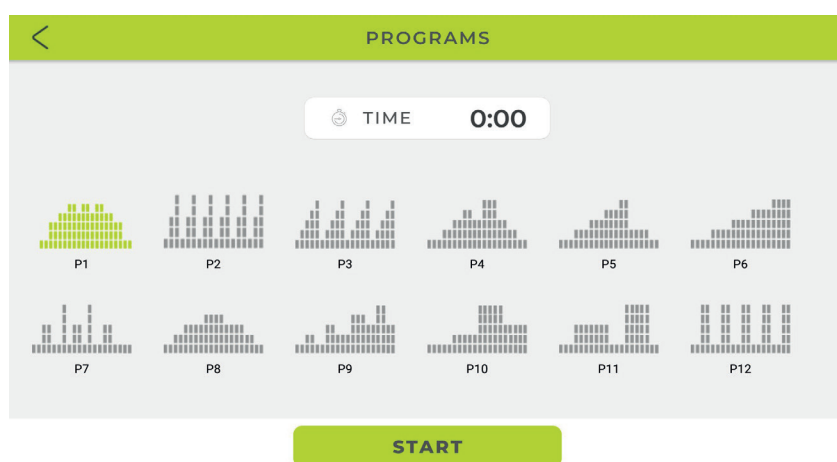 PROGRAMS
TIME 0:00
P1 P2 P3 P4 P5 P6
P7 P8 P9 P10 P11 P12
START